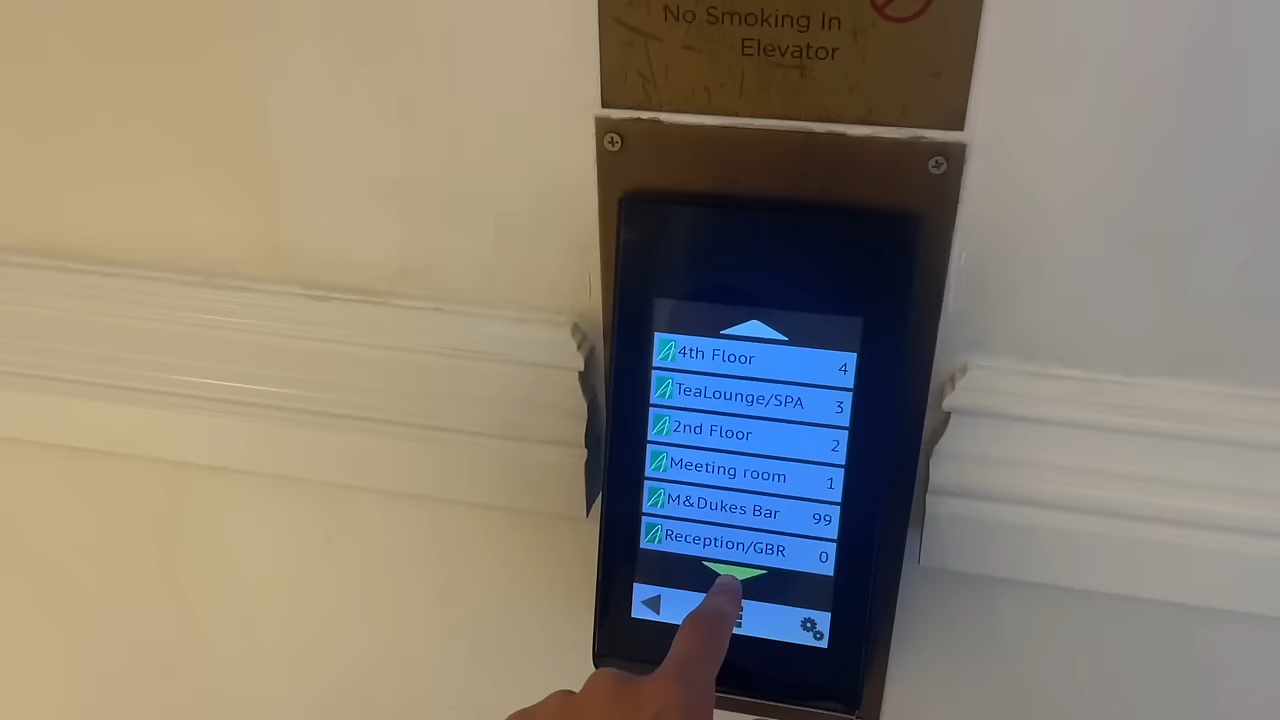 No Smoking In
Elevator
4th Floor 4
TeaLounge/SPA 3
2nd Floor 2
Meeting room 1
M&Dukes Bar 99
Reception/GBR 0